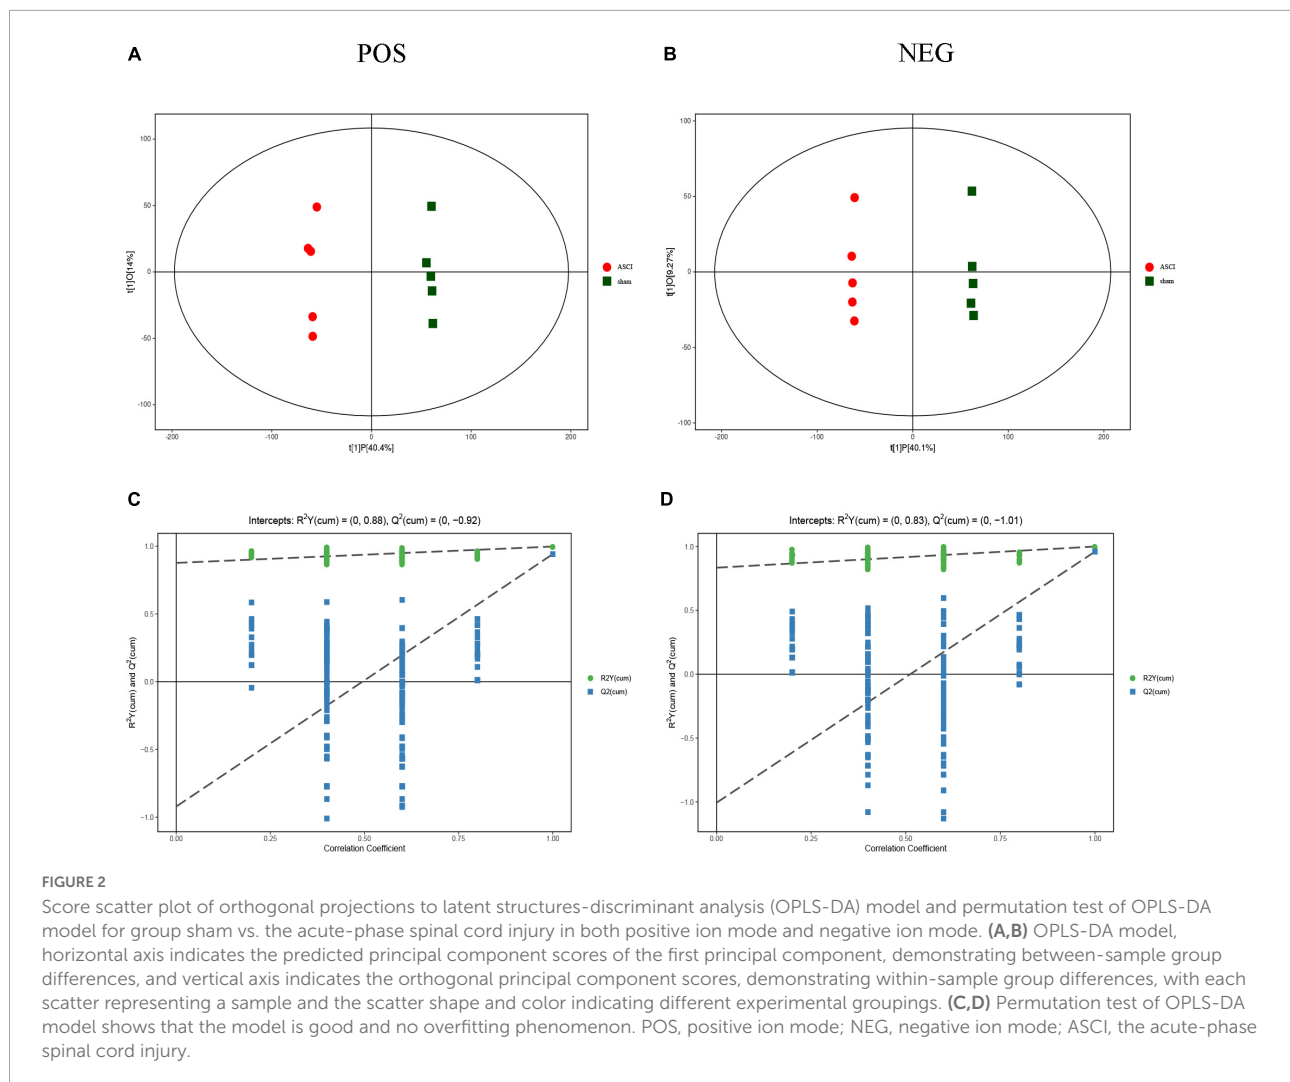 A
POS
B
NEG
100
50
0
-50
-100
t[1]O[14%]
-200
-100
0
100
200
t[1]P[40.4%]
ASCI
sham
100
50
0
-50
-100
t[1]O[9.27%]
-200
-100
0
100
200
t[1]P[40.1%]
ASCI
sham
C
Intercepts: R²Y(cum) = (0, 0.88), Q²(cum) = (0, −0.92)
1.0
0.5
0.0
−0.5
−1.0
R²Y(cum) and Q²(cum)
0.00
0.25
0.50
0.75
1.00
Correlation Coefficient
R2Y(cum)
Q2(cum)
D
Intercepts: R²Y(cum) = (0, 0.83), Q²(cum) = (0, −1.01)
1.0
0.5
0.0
−0.5
−1.0
R²Y(cum) and Q²(cum)
0.00
0.25
0.50
0.75
1.00
Correlation Coefficient
R2Y(cum)
Q2(cum)
FIGURE 2
Score scatter plot of orthogonal projections to latent structures-discriminant analysis (OPLS-DA) model and permutation test of OPLS-DA
model for group sham vs. the acute-phase spinal cord injury in both positive ion mode and negative ion mode. (A,B) OPLS-DA model,
horizontal axis indicates the predicted principal component scores of the first principal component, demonstrating between-sample group
differences, and vertical axis indicates the orthogonal principal component scores, demonstrating within-sample group differences, with each
scatter representing a sample and the scatter shape and color indicating different experimental groupings. (C,D) Permutation test of OPLS-DA
model shows that the model is good and no overfitting phenomenon. POS, positive ion mode; NEG, negative ion mode; ASCI, the acute-phase
spinal cord injury.